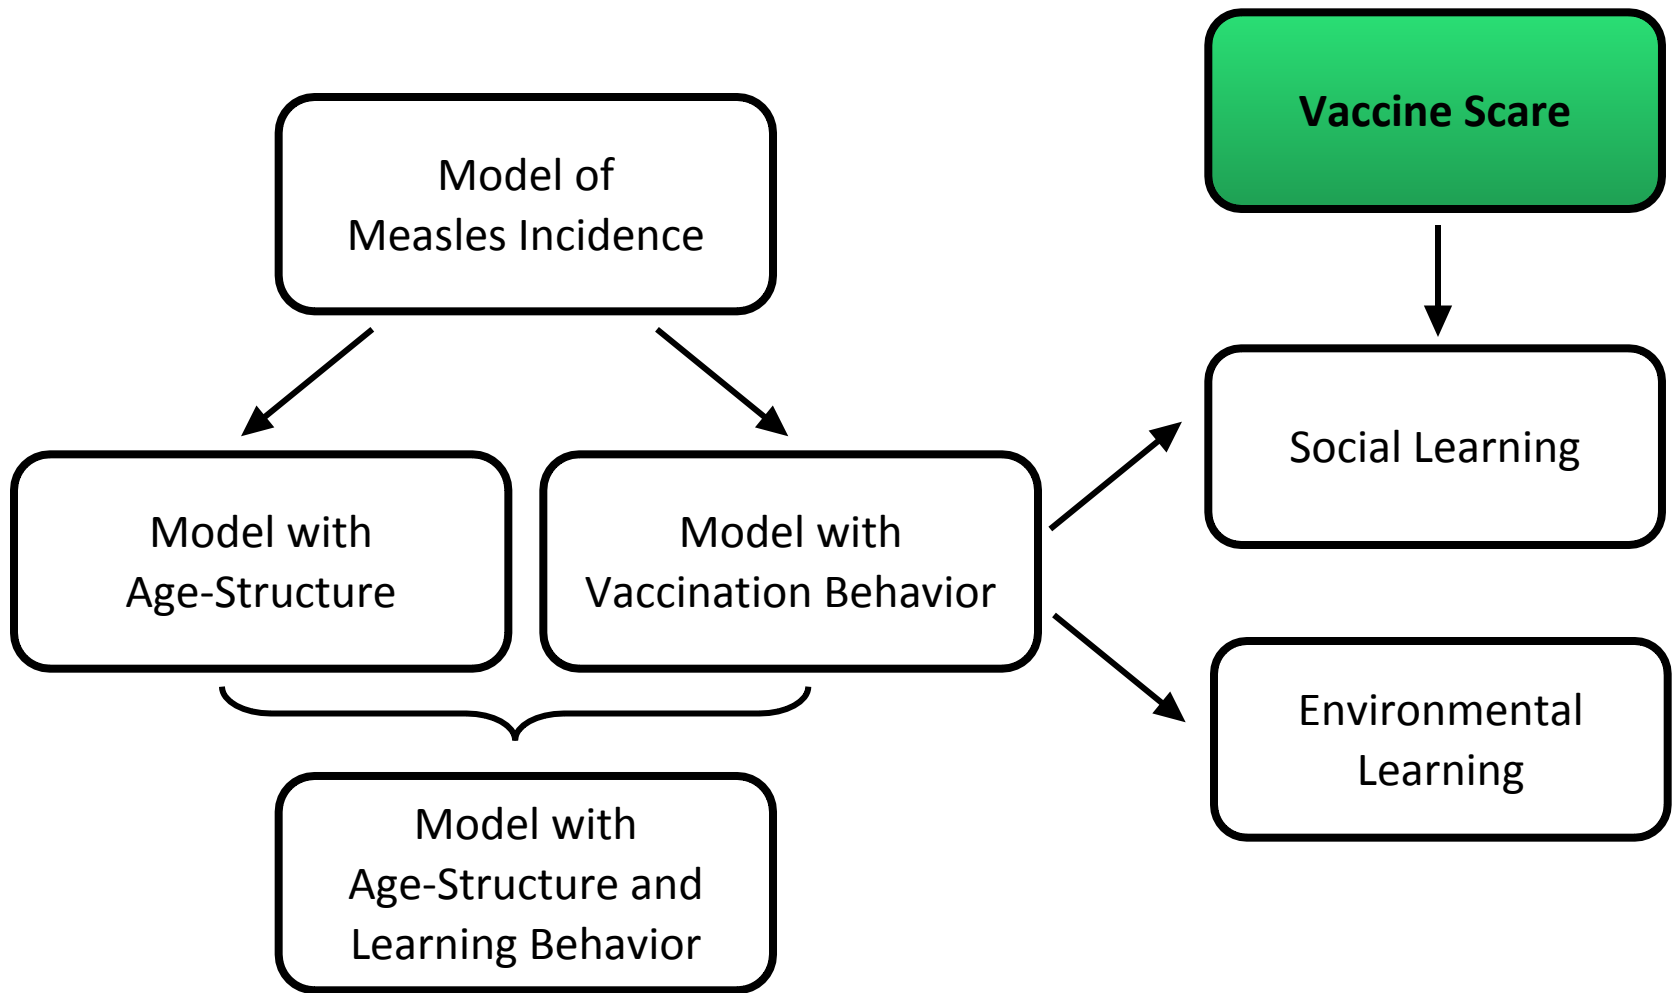 Vaccine Scare
Model of
Measles Incidence
Social Learning
Model with
Age-Structure
Model with
Vaccination Behavior
Environmental
Learning
Model with
Age-Structure and
Learning Behavior